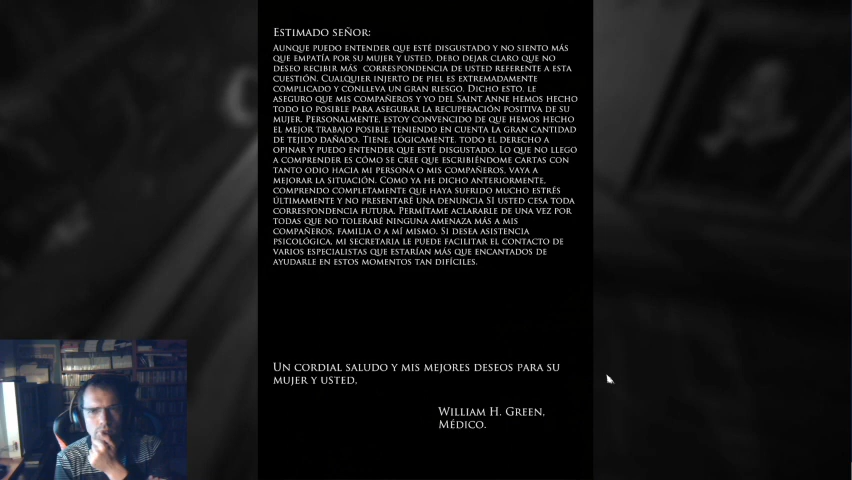 Estimado señor:
Aunque puedo entender que esté disgustado y no siento más
que empatía por su mujer y usted, debo dejar claro que no
deseo recibir más correspondencia de usted referente a esta
cuestión. Cualquier injerto de piel es extremadamente
complicado y conlleva un gran riesgo. Dicho esto, le
aseguro que mis compañeros y yo del Saint Anne hemos hecho
todo lo posible para asegurar la recuperación positiva de su
mujer. Personalmente, estoy convencido de que hemos hecho
el mejor trabajo posible teniendo en cuenta la gran cantidad
de tejido dañado. Tiene, lógicamente, todo el derecho a
opinar y puedo entender que esté disgustado. Lo que no llego
a comprender es cómo se cree que escribiéndome cartas con
tanto odio hacia mi persona o mis compañeros, vaya a
mejorar la situación. Como ya he dicho anteriormente,
comprendo completamente que haya sufrido mucho estrés
últimamente y no presentaré una denuncia SI usted cesa toda
correspondencia futura. Permítame aclararle de una vez por
todas que no toleraré ninguna amenaza más a mis
compañeros, familia o a mí mismo. Si desea asistencia
psicológica, mi secretaria le puede facilitar el contacto de
varios especialistas que estarían más que encantados de
ayudarle en estos momentos tan difíciles.
Un cordial saludo y mis mejores deseos para su
mujer y usted,
William H. Green,
Médico.